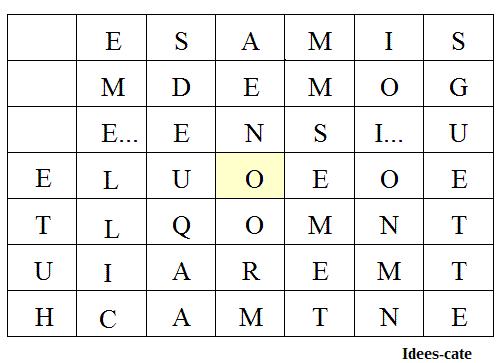 E S A M I S
M D E M O G
E... E N S I... U
E L U O E O E
T L Q O M N T
U I A R E M T
H C A M T N E
Idees-cate